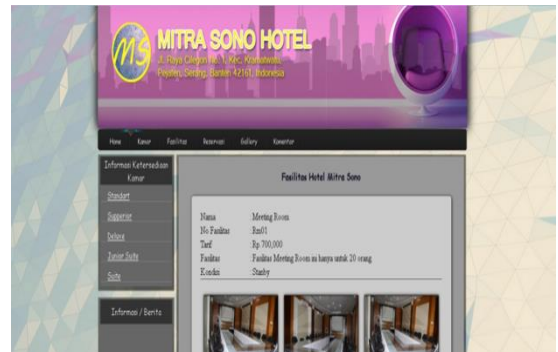 MS
MITRA SONO HOTEL
Jl. Raya Cilegon No. 1, Kec. Kramatwatu,
Pejaten, Serang, Banten 42161, Indonesia
Home Kamar Fasilitas Reservasi Gallery Komentar
Informasi Ketersediaan
Kamar
Standart
Supperior
Deluxe
Junior Suite
Suite
Informasi / Berita
Fasilitas Hotel Mitra Sono
Nama : Meeting Room
No Fasilitas : Rm01
Tarif : Rp. 700,000
Fasilitas : Fasilitas Meeting Room ini hanya untuk 20 orang.
Kondisi : Stanby